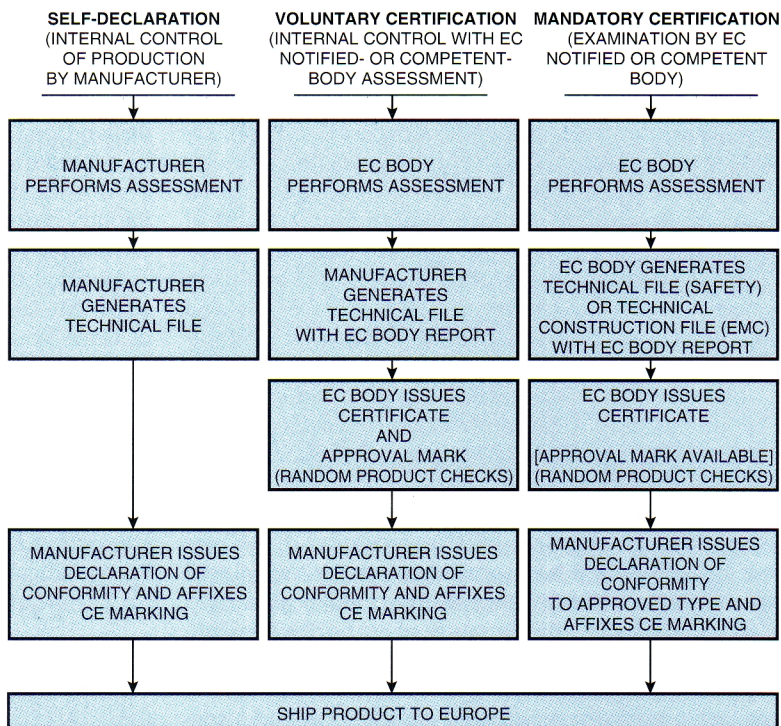 SELF-DECLARATION
(INTERNAL CONTROL
OF PRODUCTION
BY MANUFACTURER)
MANUFACTURER
PERFORMS ASSESSMENT
MANUFACTURER
GENERATES
TECHNICAL FILE
MANUFACTURER ISSUES
DECLARATION OF
CONFORMITY AND AFFIXES
CE MARKING
VOLUNTARY CERTIFICATION
(INTERNAL CONTROL WITH EC
NOTIFIED- OR COMPETENT-
BODY ASSESSMENT)
EC BODY
PERFORMS ASSESSMENT
MANUFACTURER
GENERATES
TECHNICAL FILE
WITH EC BODY REPORT
EC BODY ISSUES
CERTIFICATE
AND
APPROVAL MARK
(RANDOM PRODUCT CHECKS)
MANUFACTURER ISSUES
DECLARATION OF
CONFORMITY AND AFFIXES
CE MARKING
MANDATORY CERTIFICATION
(EXAMINATION BY EC
NOTIFIED OR COMPETENT
BODY)
EC BODY
PERFORMS ASSESSMENT
EC BODY GENERATES
TECHNICAL FILE (SAFETY)
OR TECHNICAL
CONSTRUCTION FILE (EMC)
WITH EC BODY REPORT
EC BODY ISSUES
CERTIFICATE
[APPROVAL MARK AVAILABLE]
(RANDOM PRODUCT CHECKS)
MANUFACTURER ISSUES
DECLARATION OF
CONFORMITY
TO APPROVED TYPE AND
AFFIXES CE MARKING
SHIP PRODUCT TO EUROPE